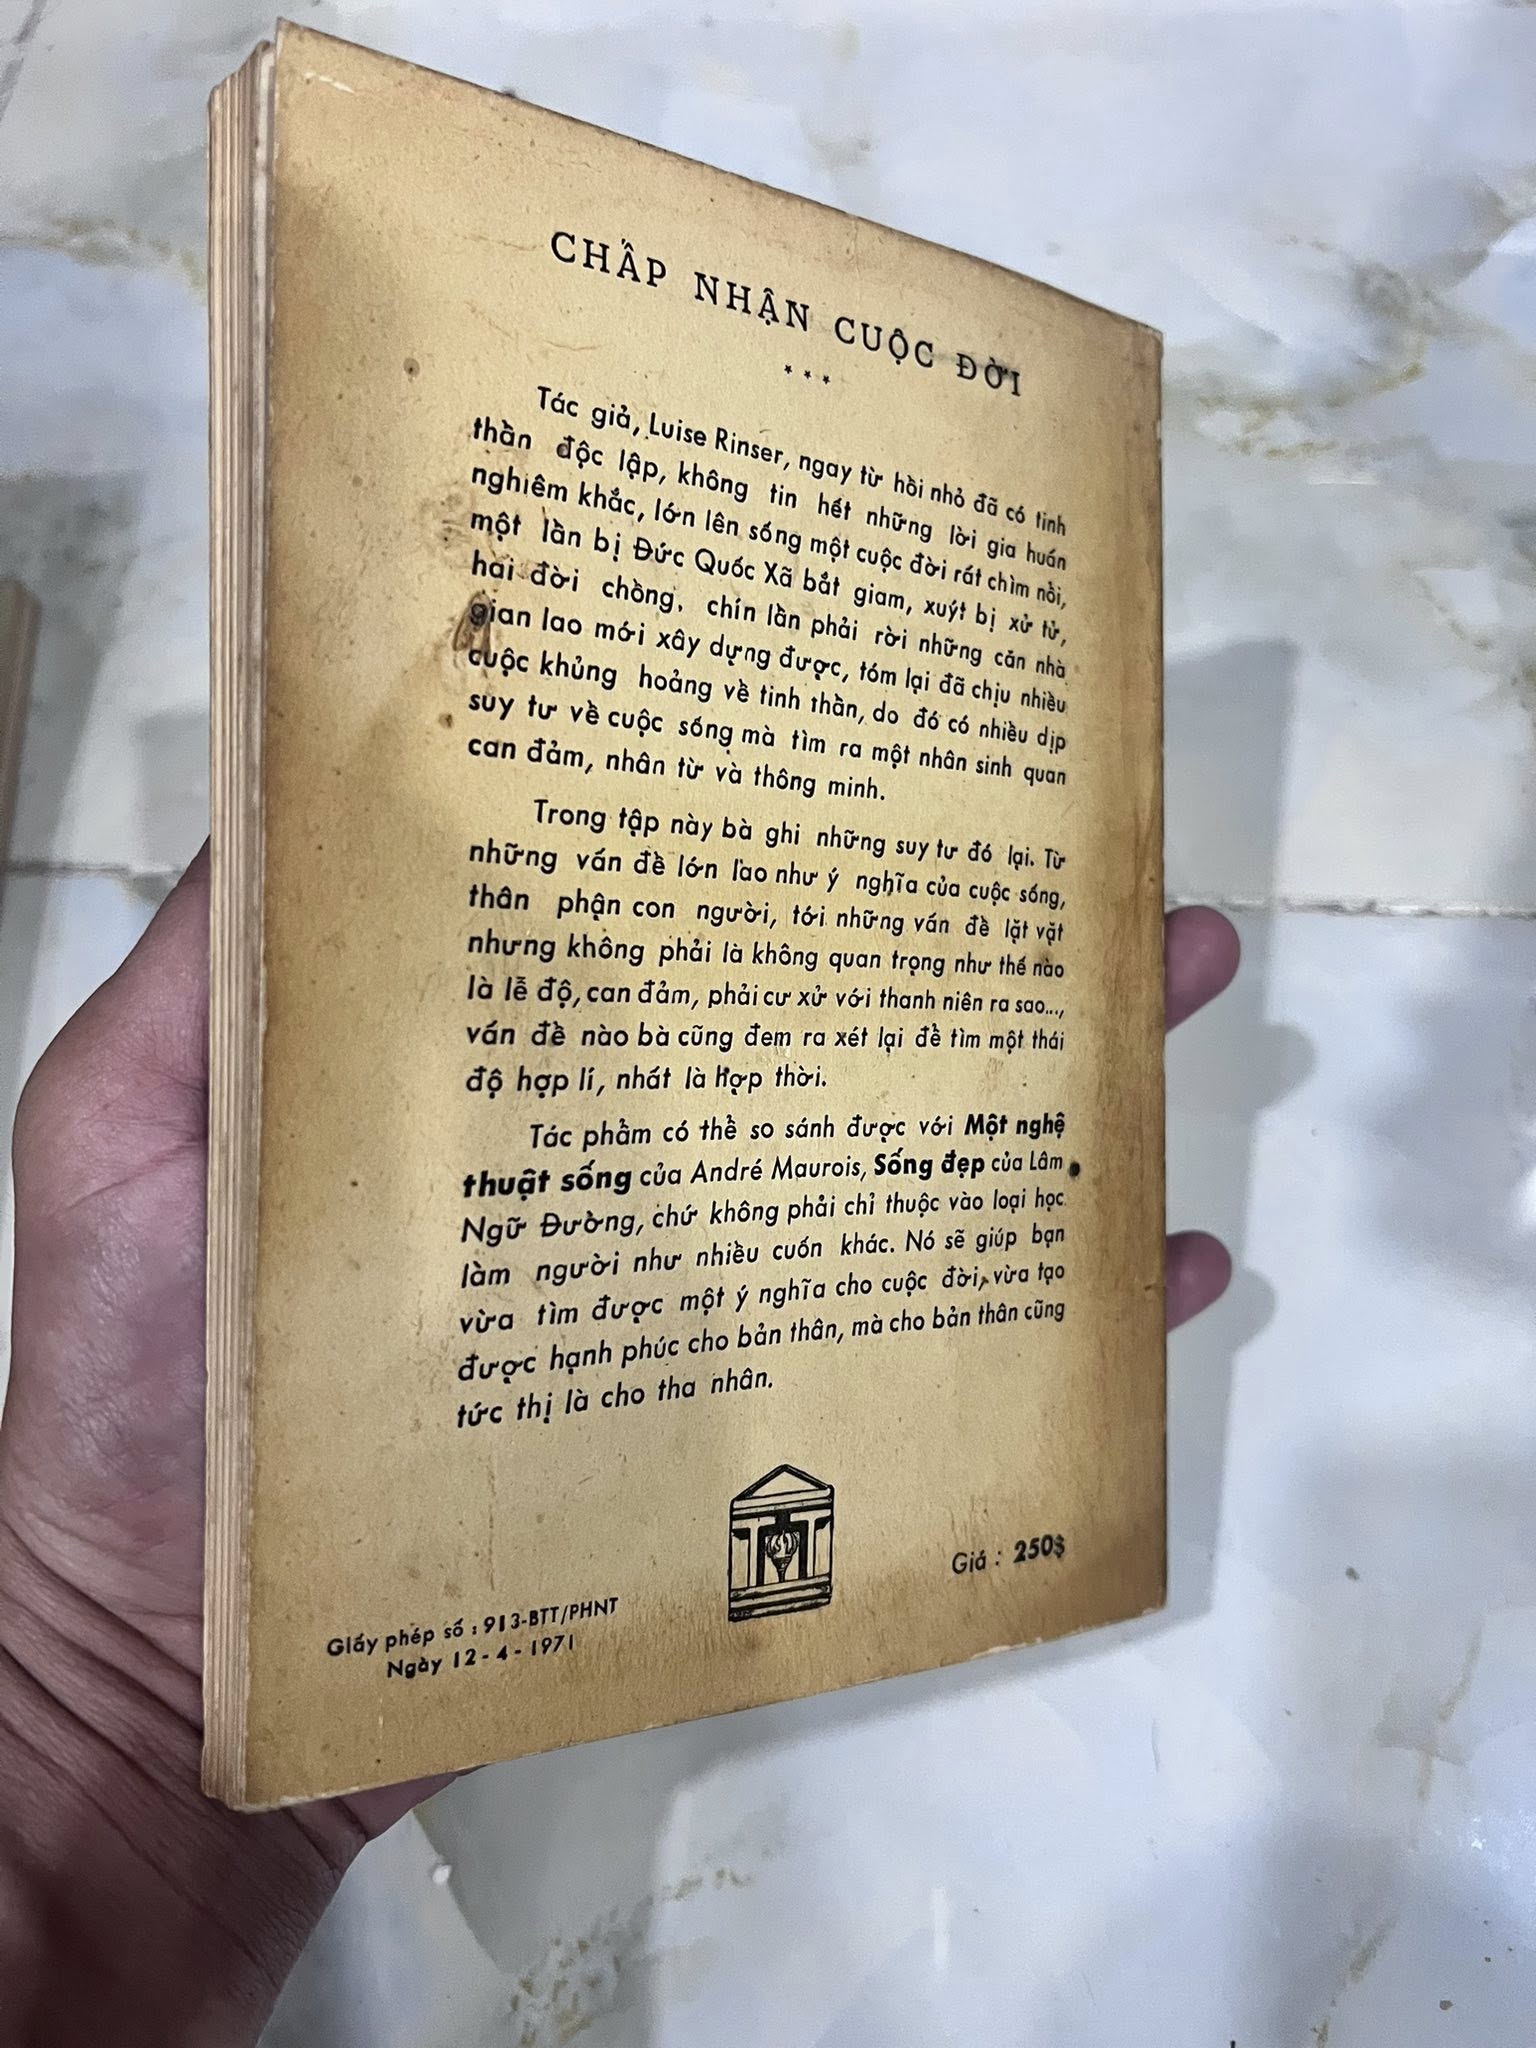 CHẤP NHẬN CUỘC ĐỜI
***
Tác giả, Luise Rinser, ngay từ hồi nhỏ đã có tinh
thần độc lập, không tin hết những lời gia huấn
nghiêm khắc, lớn lên sống một cuộc đời rất chìm nổi,
một lần bị Đức Quốc Xã bắt giam, xuýt bị xử tử,
hai đời chồng, chín lần phải rời những căn nhà
gian lao mới xây dựng được, tóm lại đã chịu nhiều
cuộc khủng hoảng về tinh thần, do đó có nhiều dịp
suy tư về cuộc sống mà tìm ra một nhân sinh quan
can đảm, nhân từ và thông minh.
Trong tập này bà ghi những suy tư đó lại. Từ
những vấn đề lớn lao như ý nghĩa của cuộc sống,
thân phận con người, tới những vấn đề lặt vặt
nhưng không phải là không quan trọng như thế nào
là lễ độ, can đảm, phải cư xử với thanh niên ra sao...,
vấn đề nào bà cũng đem ra xét lại để tìm một thái
độ hợp lí, nhất là hợp thời.
Tác phẩm có thể so sánh được với Một nghệ
thuật sống của André Maurois, Sống đẹp của Lâm
Ngữ Đường, chứ không phải chỉ thuộc vào loại học
làm người như nhiều cuốn khác. Nó sẽ giúp bạn
vừa tìm được một ý nghĩa cho cuộc đời, vừa tạo
được hạnh phúc cho bản thân, mà cho bản thân cũng
tức thị là cho tha nhân.
Giá : 250$
Giấy phép số : 913-BTT/PHNT
Ngày 12 - 4 - 1971